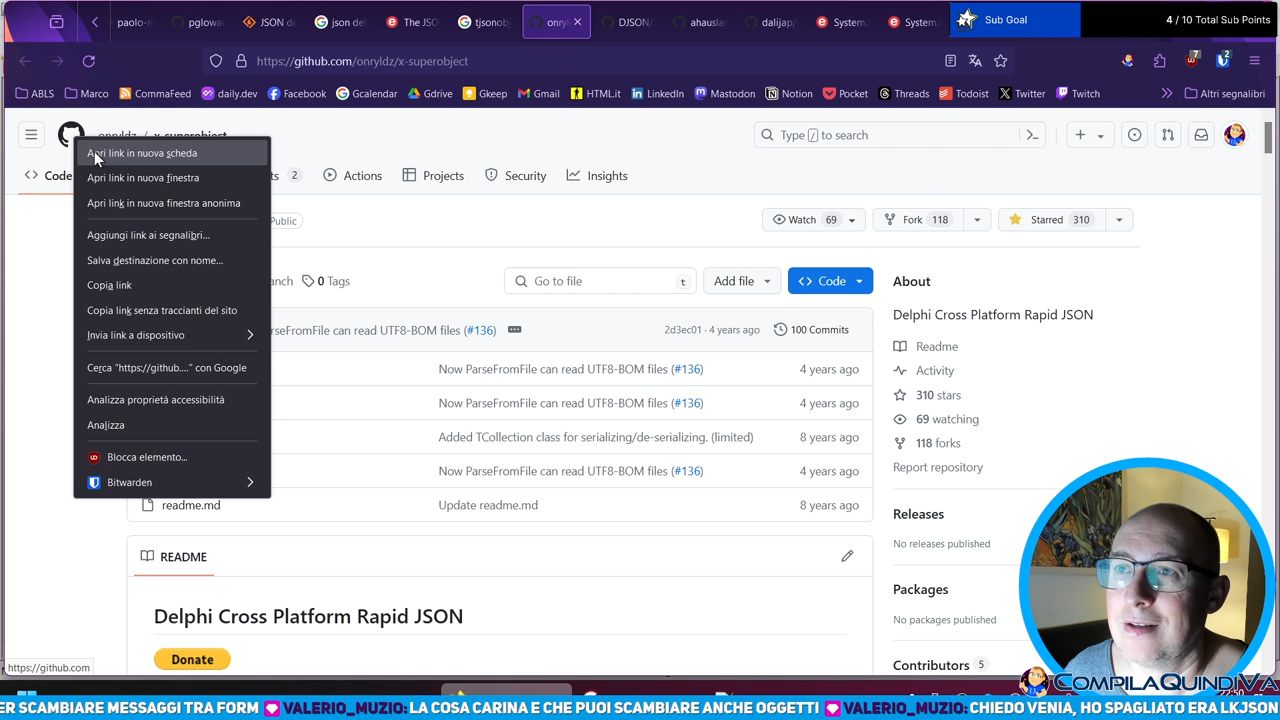 paolo-r
pglowa
JSON de
json del
The JSO
tjsonobj
onryld
DJSON/
ahausla
dalijap/
System.J
System.
Sub Goal
4 / 10 Total Sub Points
https://github.com/onryldz/x-superobject
7
2
ABLS
Marco
CommaFeed
daily.dev
Facebook
Gcalendar
Gdrive
Gkeep
Gmail
HTML.it
LinkedIn
Mastodon
Notion
Pocket
Threads
Todoist
Twitter
Twitch
Altri segnalibri
onryldz / x-superobject
Type / to search
Code
ts 2
Actions
Projects
Security
Insights
Apri link in nuova scheda
Apri link in nuova finestra
Apri link in nuova finestra anonima
Aggiungi link ai segnalibri...
Salva destinazione con nome...
Copia link
Copia link senza traccianti del sito
Invia link a dispositivo
Cerca “https://github....” con Google
Analizza proprietà accessibilità
Analizza
Blocca elemento...
Bitwarden
Public
Watch 69
Fork 118
Starred 310
anch
0 Tags
Go to file
t
Add file
Code
rseFromFile can read UTF8-BOM files (#136)
2d3ec01 · 4 years ago
100 Commits
Now ParseFromFile can read UTF8-BOM files (#136)
4 years ago
Now ParseFromFile can read UTF8-BOM files (#136)
4 years ago
Added TCollection class for serializing/de-serializing. (limited)
8 years ago
Now ParseFromFile can read UTF8-BOM files (#136)
4 years ago
readme.md
Update readme.md
8 years ago
README
Delphi Cross Platform Rapid JSON
Donate
About
Delphi Cross Platform Rapid JSON
Readme
Activity
310 stars
69 watching
118 forks
Report repository
Releases
No releases published
Packages
No packages published
Contributors 5
https://github.com
COMPILAQUINDIVA
ER SCAMBIARE MESSAGGI TRA FORM VALERIO_MUZIO: LA COSA CARINA E CHE PUOI SCAMBIARE ANCHE OGGETTI VALERIO_MUZIO: CHIEDO VENIA, HO SPAGLIATO ERA LKJSON